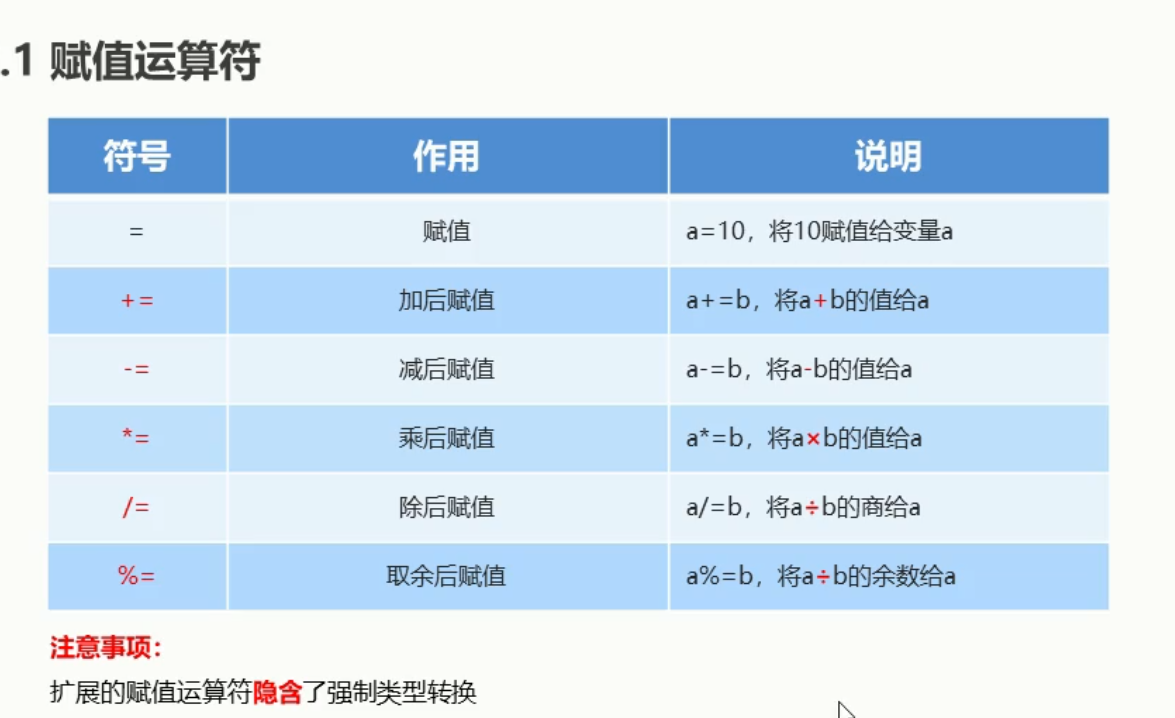 .1 赋值运算符
符号 作用 说明
= 赋值 a=10，将10赋值给变量a
+= 加后赋值 a+=b，将a+b的值给a
-= 减后赋值 a-=b，将a-b的值给a
*= 乘后赋值 a*=b，将a×b的值给a
/= 除后赋值 a/=b，将a÷b的商给a
%= 取余后赋值 a%=b，将a÷b的余数给a
注意事项：
扩展的赋值运算符隐含了强制类型转换